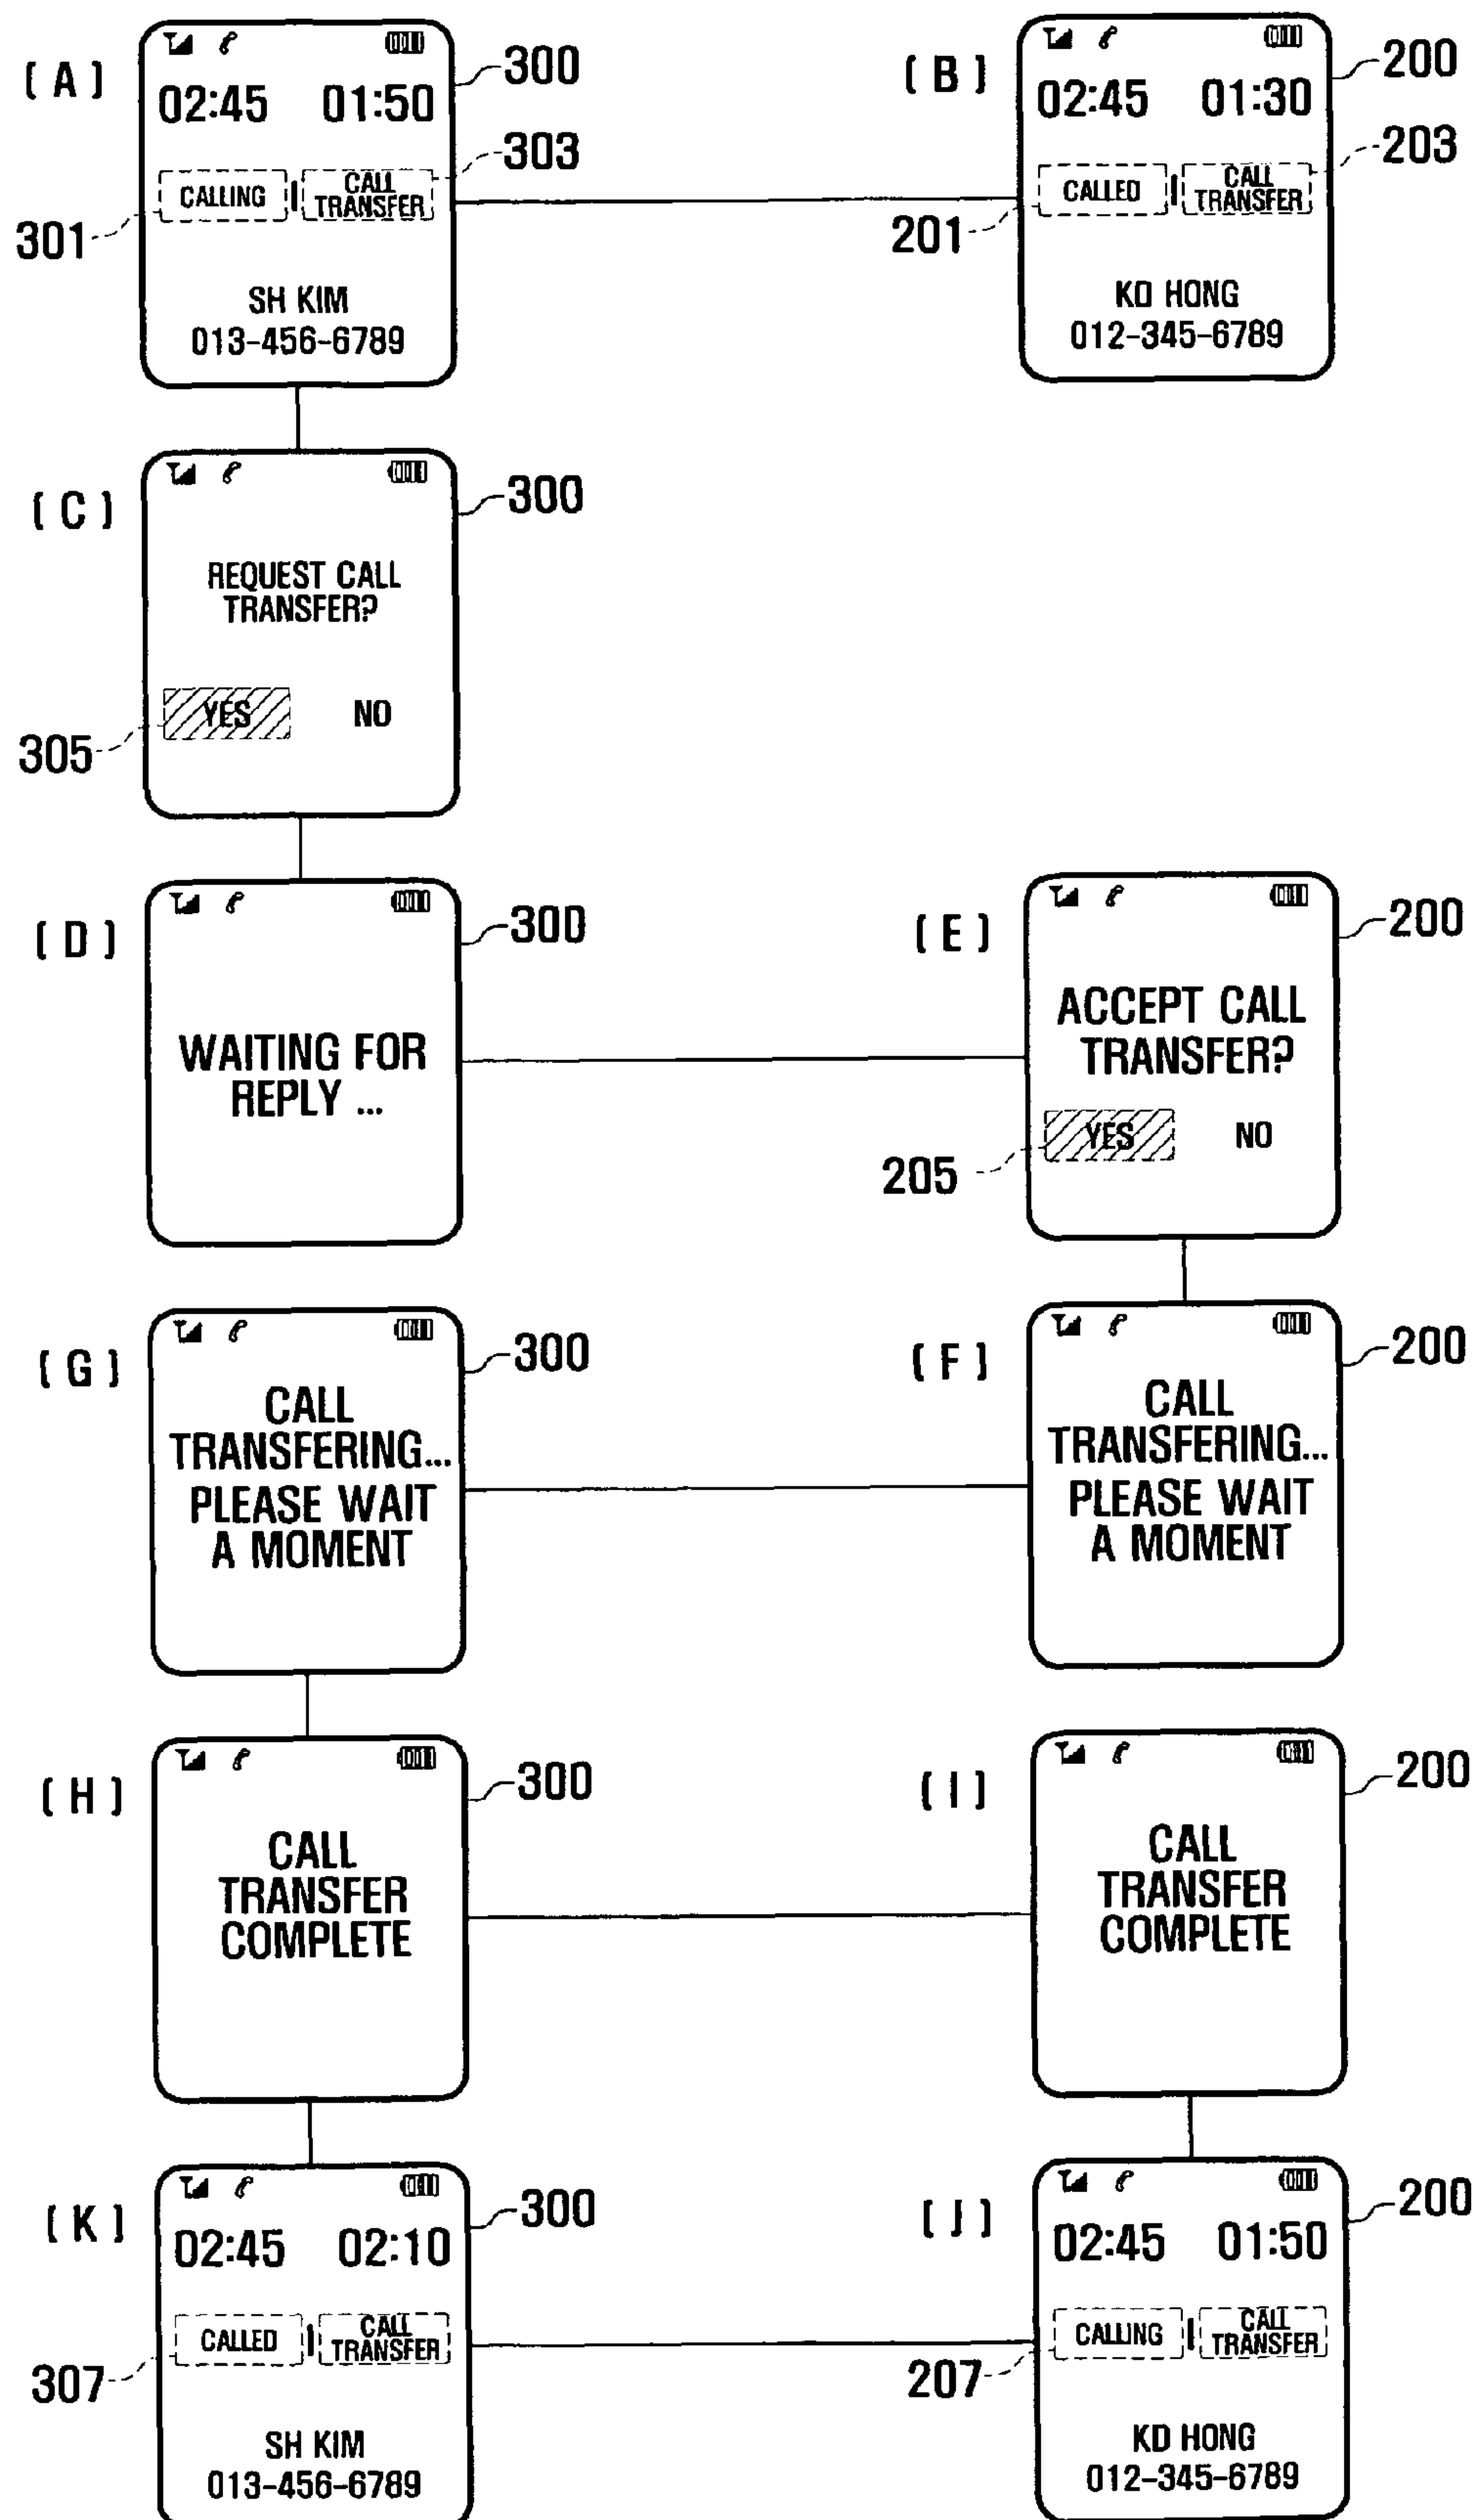 [A]
02:45 01:50
300
CALLING | CALL TRANSFER
303
301
SH KIM
013-456-6789
[B]
02:45 01:30
200
CALLED | CALL TRANSFER
203
201
KD HONG
012-345-6789
[C]
300
REQUEST CALL
TRANSFER?
YES NO
305
[D]
300
WAITING FOR
REPLY ...
[E]
200
ACCEPT CALL
TRANSFER?
YES NO
205
[G]
300
CALL
TRANSFERING...
PLEASE WAIT
A MOMENT
[F]
200
CALL
TRANSFERING...
PLEASE WAIT
A MOMENT
[H]
300
CALL
TRANSFER
COMPLETE
[I]
200
CALL
TRANSFER
COMPLETE
[K]
02:45 02:10
300
CALLED | CALL TRANSFER
307
SH KIM
013-456-6789
[J]
02:45 01:50
200
CALLING | CALL TRANSFER
207
KD HONG
012-345-6789